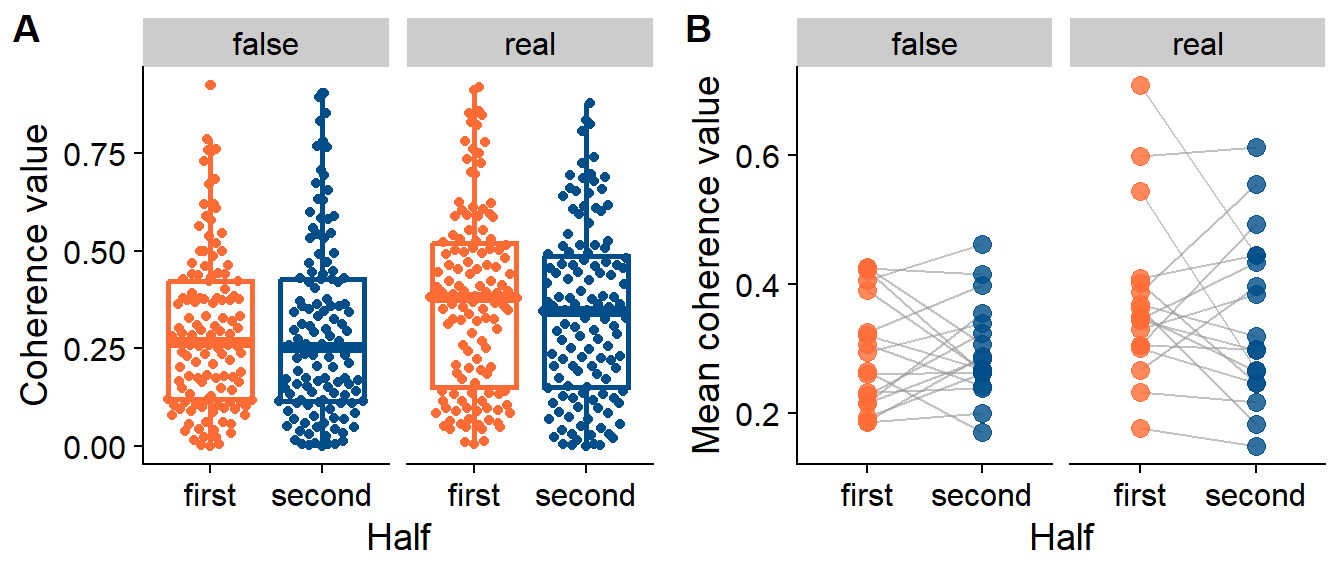 A
false
real
Coherence value
0.75
0.50
0.25
0.00
first
second
first
second
Half
B
false
real
Mean coherence value
0.6
0.4
0.2
first
second
first
second
Half